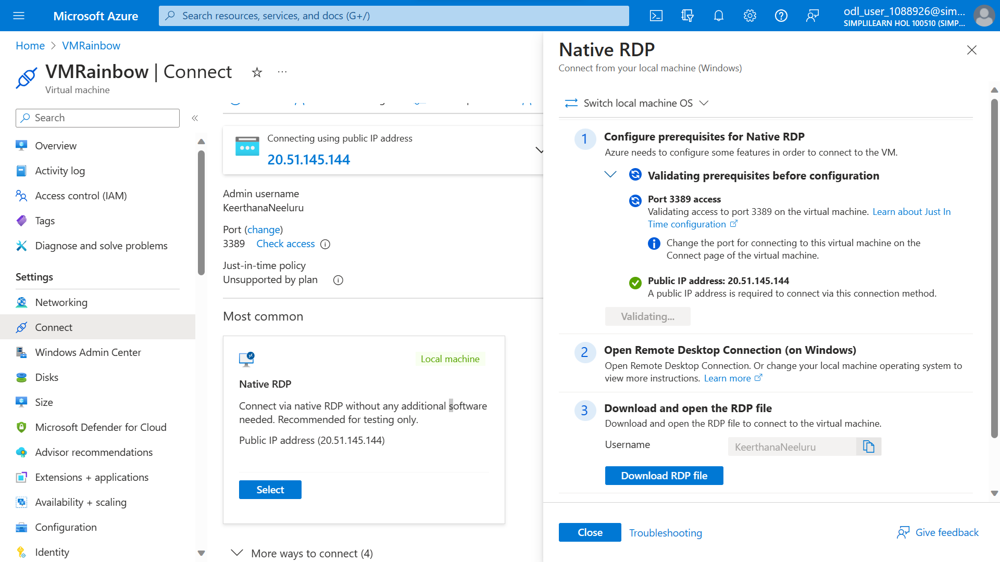 Microsoft Azure
Search resources, services, and docs (G+/)
odl_user_1088926@sim...
SIMPLILEARN HOL 100510 (SIMP...
Home > VMRainbow
VMRainbow | Connect
Virtual machine
Search
Overview
Activity log
Access control (IAM)
Tags
Diagnose and solve problems
Settings
Networking
Connect
Windows Admin Center
Disks
Size
Microsoft Defender for Cloud
Advisor recommendations
Extensions + applications
Availability + scaling
Configuration
Identity
Connecting using public IP address
20.51.145.144
Admin username
KeerthanaNeeluru
Port (change)
3389 Check access
Just-in-time policy
Unsupported by plan
Most common
Local machine
Native RDP
Connect via native RDP without any additional software
needed. Recommended for testing only.
Public IP address (20.51.145.144)
Select
More ways to connect (4)
Native RDP
Connect from your local machine (Windows)
Switch local machine OS
1 Configure prerequisites for Native RDP
Azure needs to configure some features in order to connect to the VM.
Validating prerequisites before configuration
Port 3389 access
Validating access to port 3389 on the virtual machine. Learn about Just In
Time configuration
Change the port for connecting to this virtual machine on the
Connect page of the virtual machine.
Public IP address: 20.51.145.144
A public IP address is required to connect via this connection method.
Validating...
2 Open Remote Desktop Connection (on Windows)
Open Remote Desktop Connection. Or change your local machine operating system to
view more instructions. Learn more
3 Download and open the RDP file
Download and open the RDP file to connect to the virtual machine.
Username KeerthanaNeeluru
Download RDP file
Close Troubleshooting
Give feedback